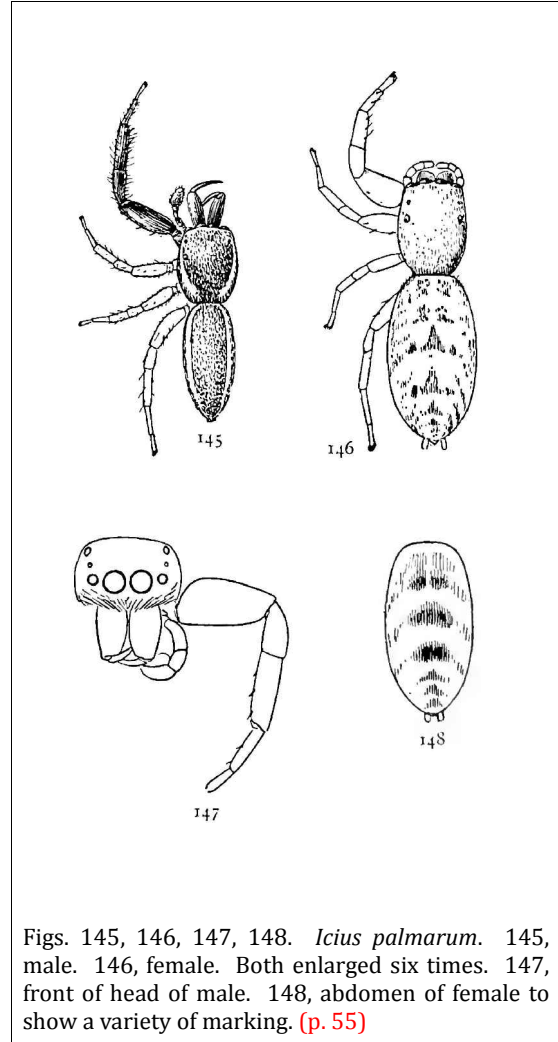 145
146
147
148
Figs. 145, 146, 147, 148. Icius palmarum. 145,
male. 146, female. Both enlarged six times. 147,
front of head of male. 148, abdomen of female to
show a variety of marking. (p. 55)